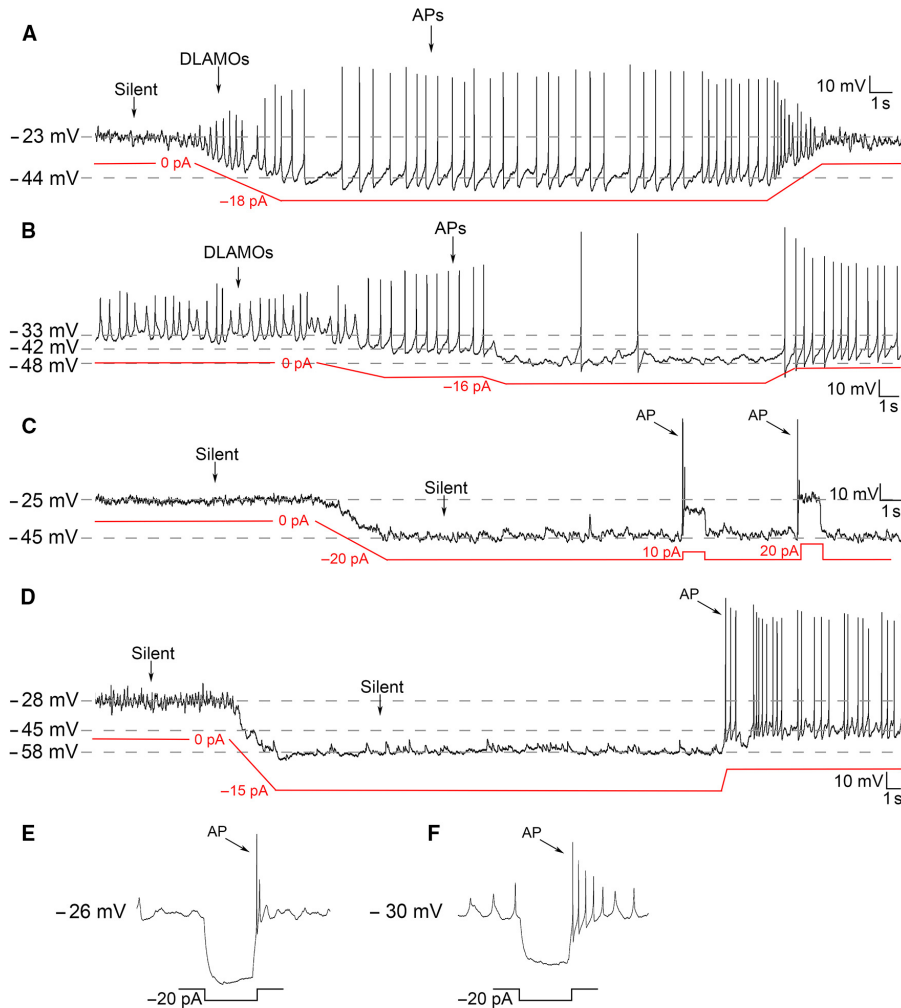 A
APs
DLAMOs
Silent
10 mV
1 s
– 23 mV
0 pA
– 44 mV
–18 pA
B
APs
DLAMOs
–33 mV
–42 mV
–48 mV
0 pA
–16 pA
10 mV
1 s
C
AP
AP
Silent
Silent
–25 mV
10 mV
1 s
0 pA
–45 mV
–20 pA
10 pA
20 pA
D
AP
Silent
Silent
–28 mV
–45 mV
0 pA
–58 mV
–15 pA
10 mV
1 s
E
AP
– 26 mV
–20 pA
F
AP
– 30 mV
–20 pA